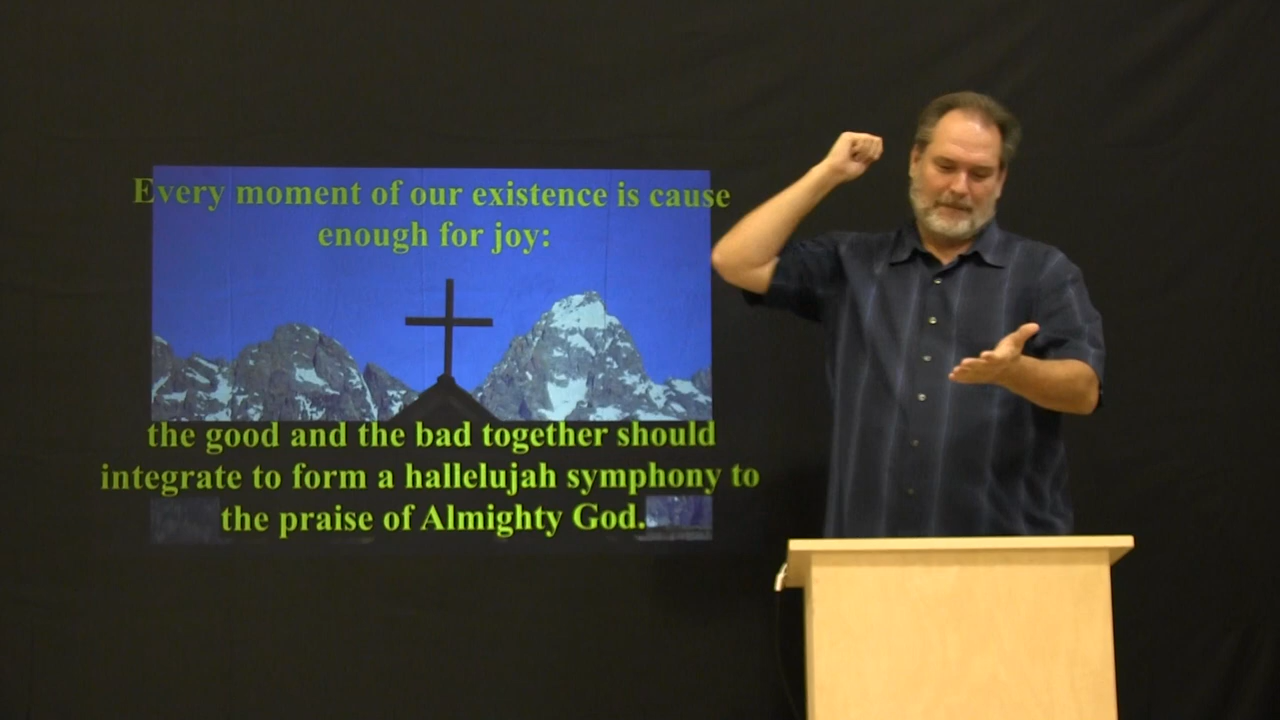 Every moment of our existence is cause
enough for joy:
the good and the bad together should
integrate to form a hallelujah symphony to
the praise of Almighty God.